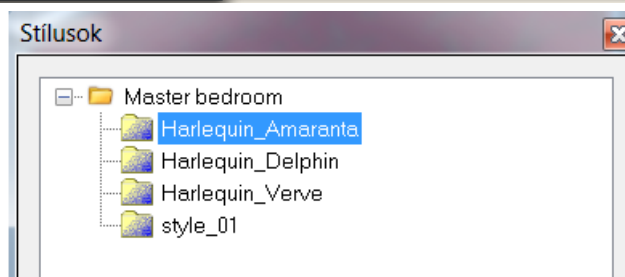 Stílusok
Master bedroom
Harlequin_Amaranta
Harlequin_Delphin
Harlequin_Verve
style_01